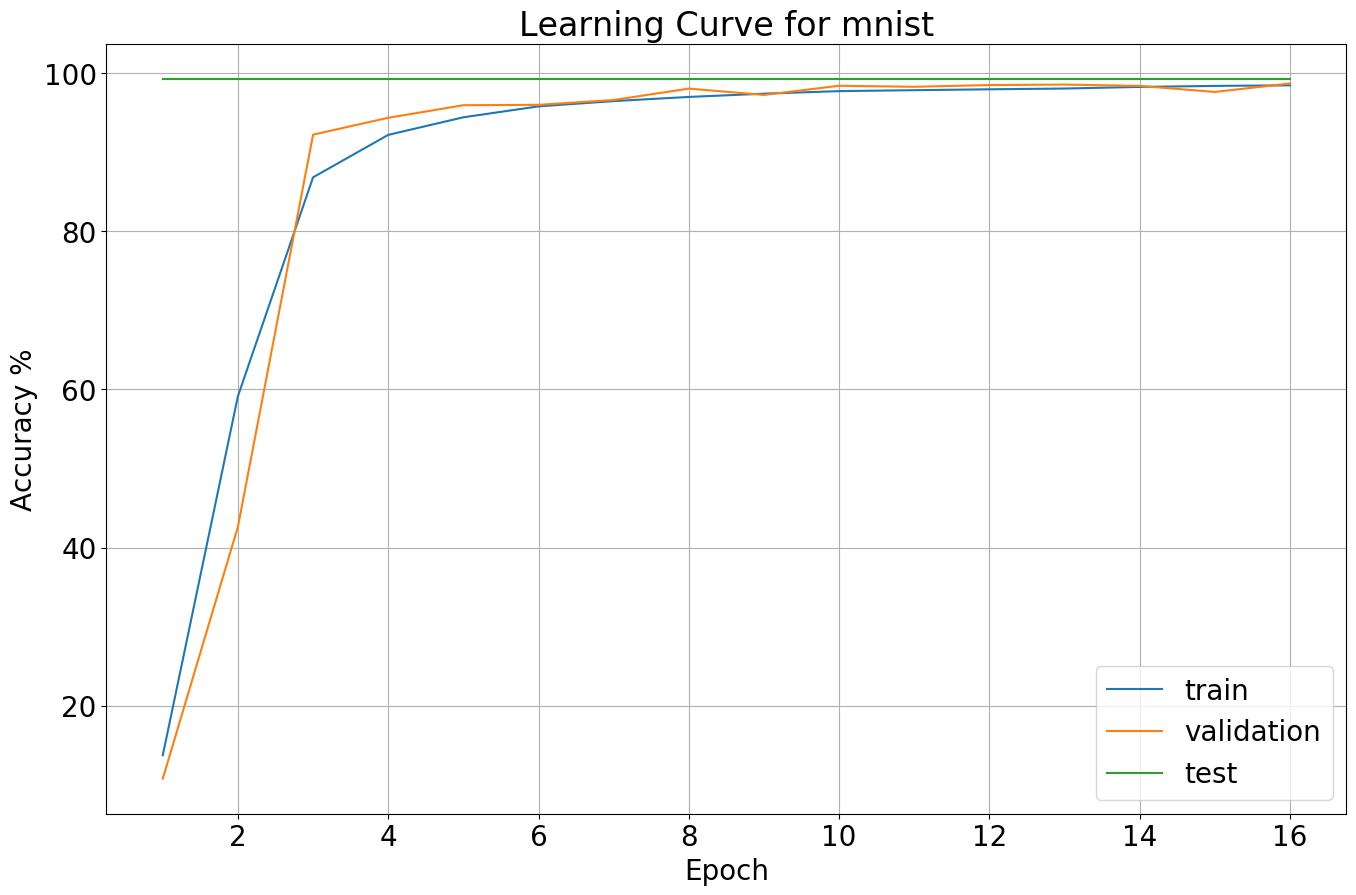 Learning Curve for mnist
100
80
60
40
20
Accuracy %
2 4 6 8 10 12 14 16
Epoch
train
validation
test